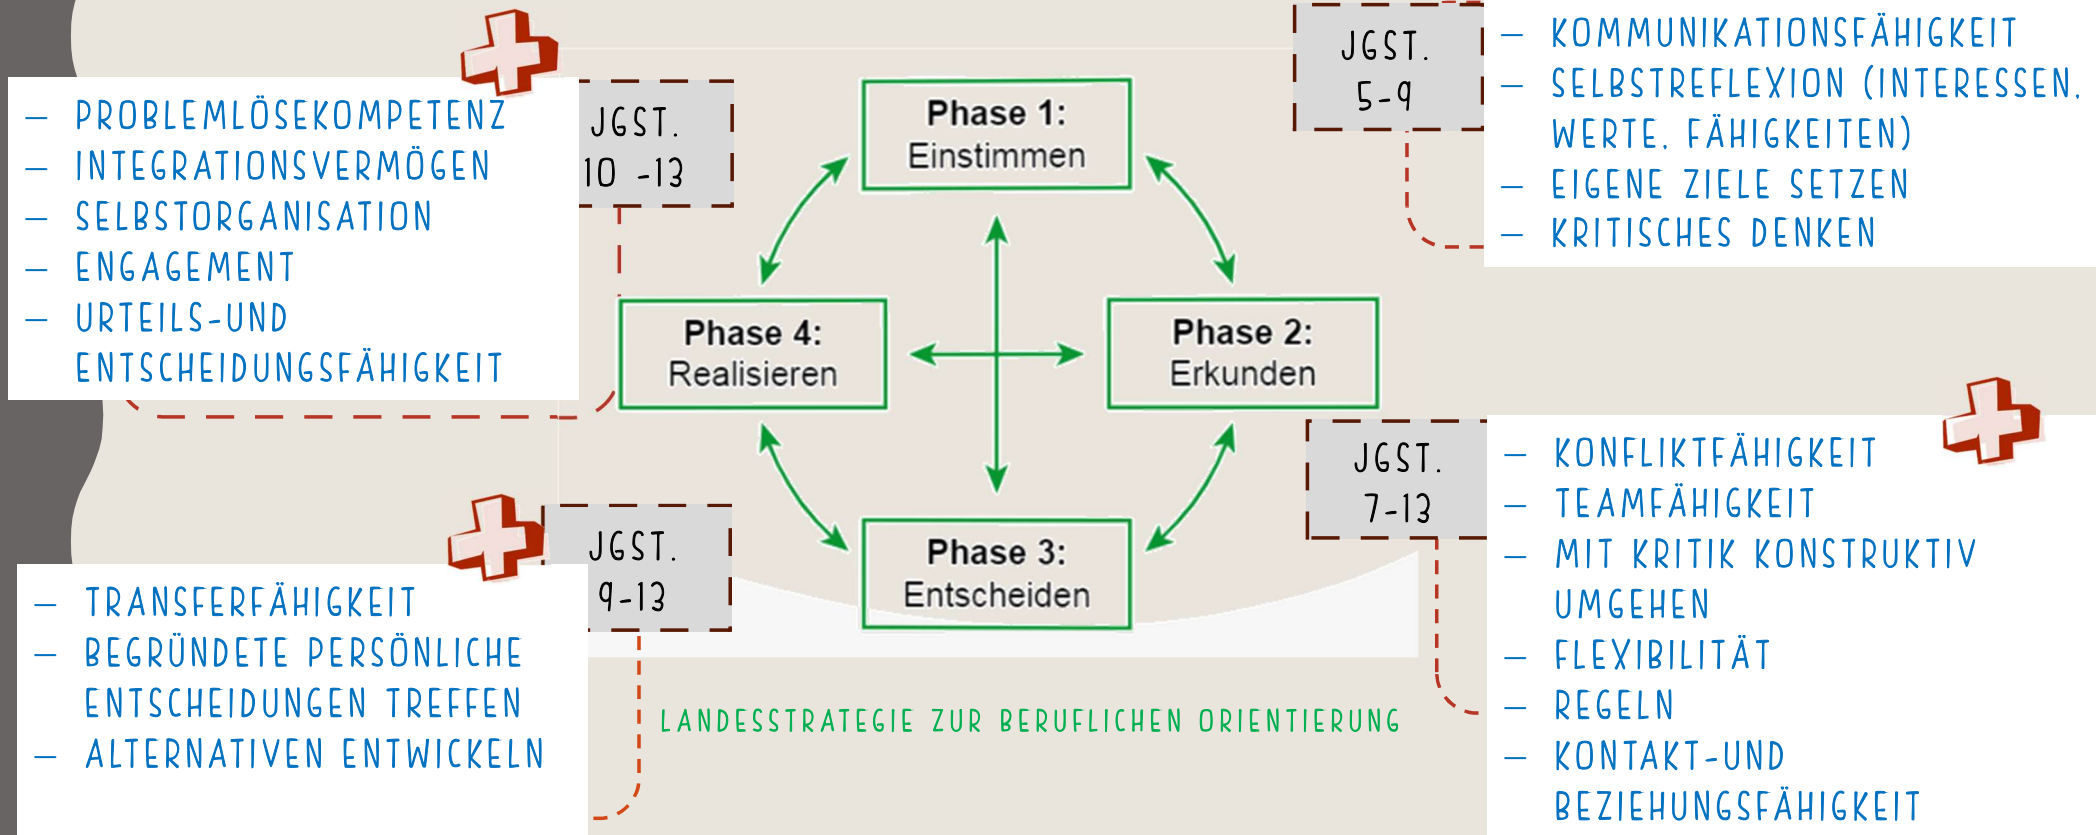 – PROBLEMLÖSEKOMPETENZ
– INTEGRATIONSVERMÖGEN
– SELBSTORGANISATION
– ENGAGEMENT
– URTEILS-UND
ENTSCHEIDUNGSFÄHIGKEIT
JGST.
10 -13
Phase 1:
Einstimmen
JGST.
5-9
– KOMMUNIKATIONSFÄHIGKEIT
– SELBSTREFLEXION (INTERESSEN,
WERTE, FÄHIGKEITEN)
– EIGENE ZIELE SETZEN
– KRITISCHES DENKEN
Phase 4:
Realisieren
Phase 2:
Erkunden
– TRANSFERFÄHIGKEIT
– BEGRÜNDETE PERSÖNLICHE
ENTSCHEIDUNGEN TREFFEN
– ALTERNATIVEN ENTWICKELN
JGST.
9-13
Phase 3:
Entscheiden
JGST.
7-13
– KONFLIKTFÄHIGKEIT
– TEAMFÄHIGKEIT
– MIT KRITIK KONSTRUKTIV
UMGEHEN
– FLEXIBILITÄT
– REGELN
– KONTAKT-UND
BEZIEHUNGSFÄHIGKEIT
LANDESSTRATEGIE ZUR BERUFLICHEN ORIENTIERUNG